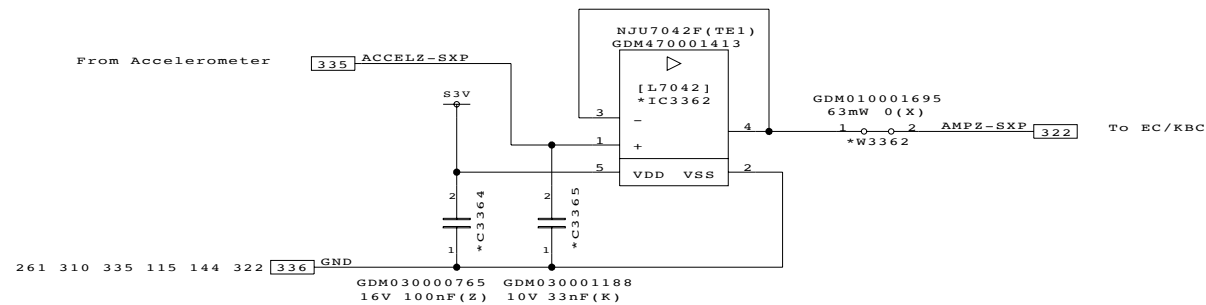 NJU7042F(TE1)
GDM470001413
From Accelerometer 335 ACCELZ-SXP
[L7042]
*IC3362
S3V
GDM010001695
63mW 0(X)
3 −
4 1 2 AMPZ-SXP 322 To EC/KBC
*W3362
1 +
5 VDD VSS 2
2 *C3364 1
2 *C3365 1
261 310 335 115 144 322 336 GND
GDM030000765 GDM030001188
16V 100nF(Z) 10V 33nF(K)